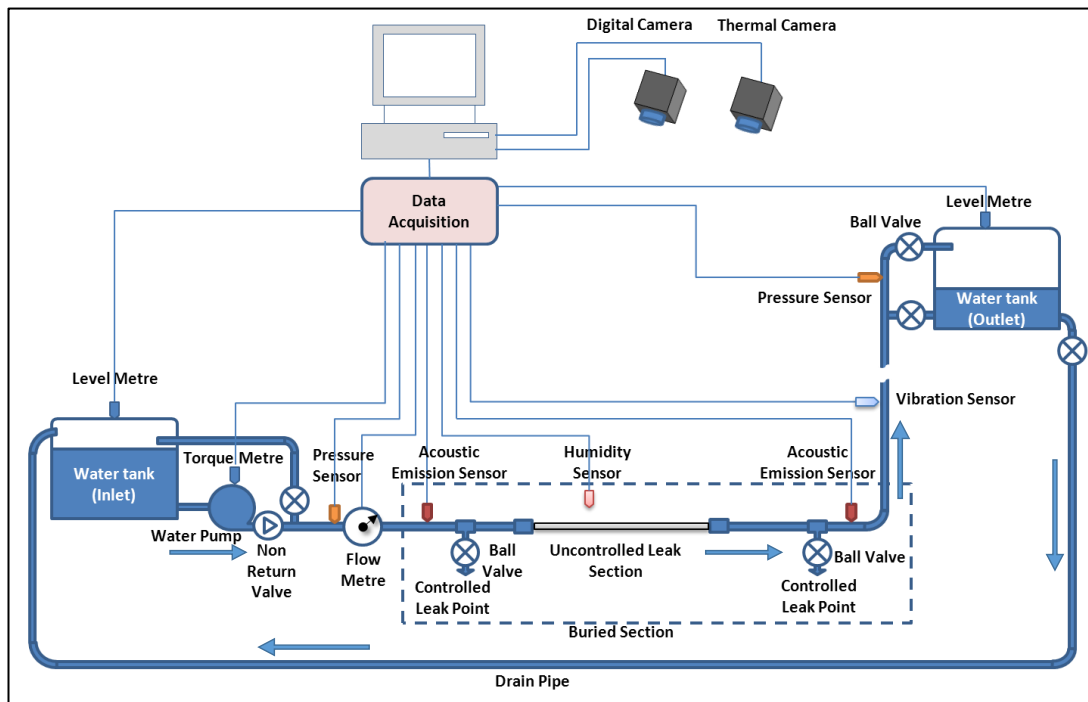 Digital Camera
Thermal Camera
Data
Acquisition
Level Metre
Ball Valve
Pressure Sensor
Water tank
(Outlet)
Level Metre
Vibration Sensor
Water tank
(Inlet)
Torque Metre
Pressure
Sensor
Acoustic
Emission Sensor
Humidity
Sensor
Acoustic
Emission Sensor
Water Pump
Non
Return
Valve
Flow
Metre
Ball
Valve
Controlled
Leak Point
Uncontrolled Leak
Section
Ball Valve
Controlled
Leak Point
Buried Section
Drain Pipe